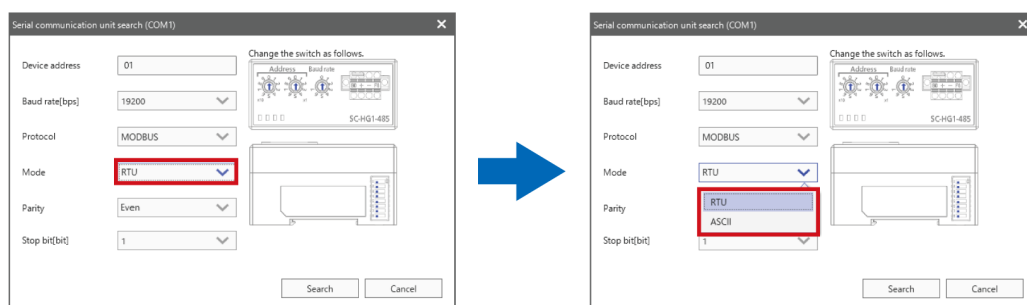 Serial communication unit search (COM1)
Device address
01
Change the switch as follows.
Address
Baud rate
Baud rate[bps]
19200
SC-HG1-485
Protocol
MODBUS
Mode
RTU
Parity
Even
Stop bit[bit]
1
Search
Cancel
Serial communication unit search (COM1)
Device address
01
Change the switch as follows.
Address
Baud rate
Baud rate[bps]
19200
SC-HG1-485
Protocol
MODBUS
Mode
RTU
RTU
Parity
ASCII
Stop bit[bit]
1
Search
Cancel